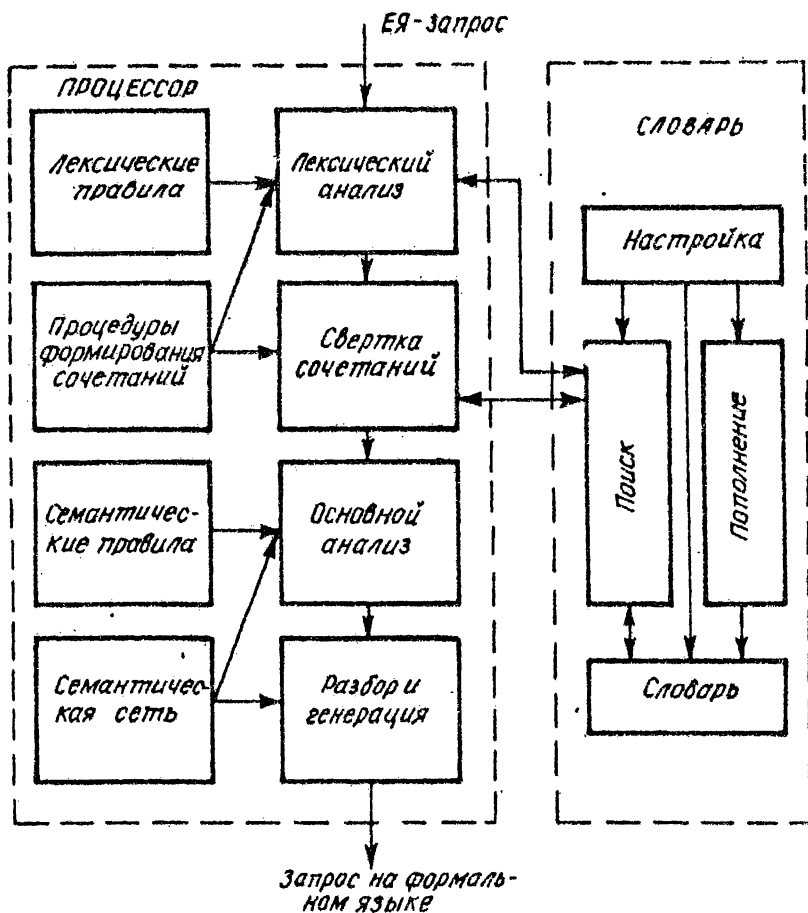 ЕЯ-запрос
ПРОЦЕССОР
Лексические
правила
Лексический
анализ
Процедуры
формирования
сочетаний
Свертка
сочетаний
Семантичес-
кие правила
Основной
анализ
Семантичес-
кая сеть
Разбор и
генерация
Запрос на формаль-
ном языке
СЛОВАРЬ
Настройка
Поиск
Пополнение
Словарь